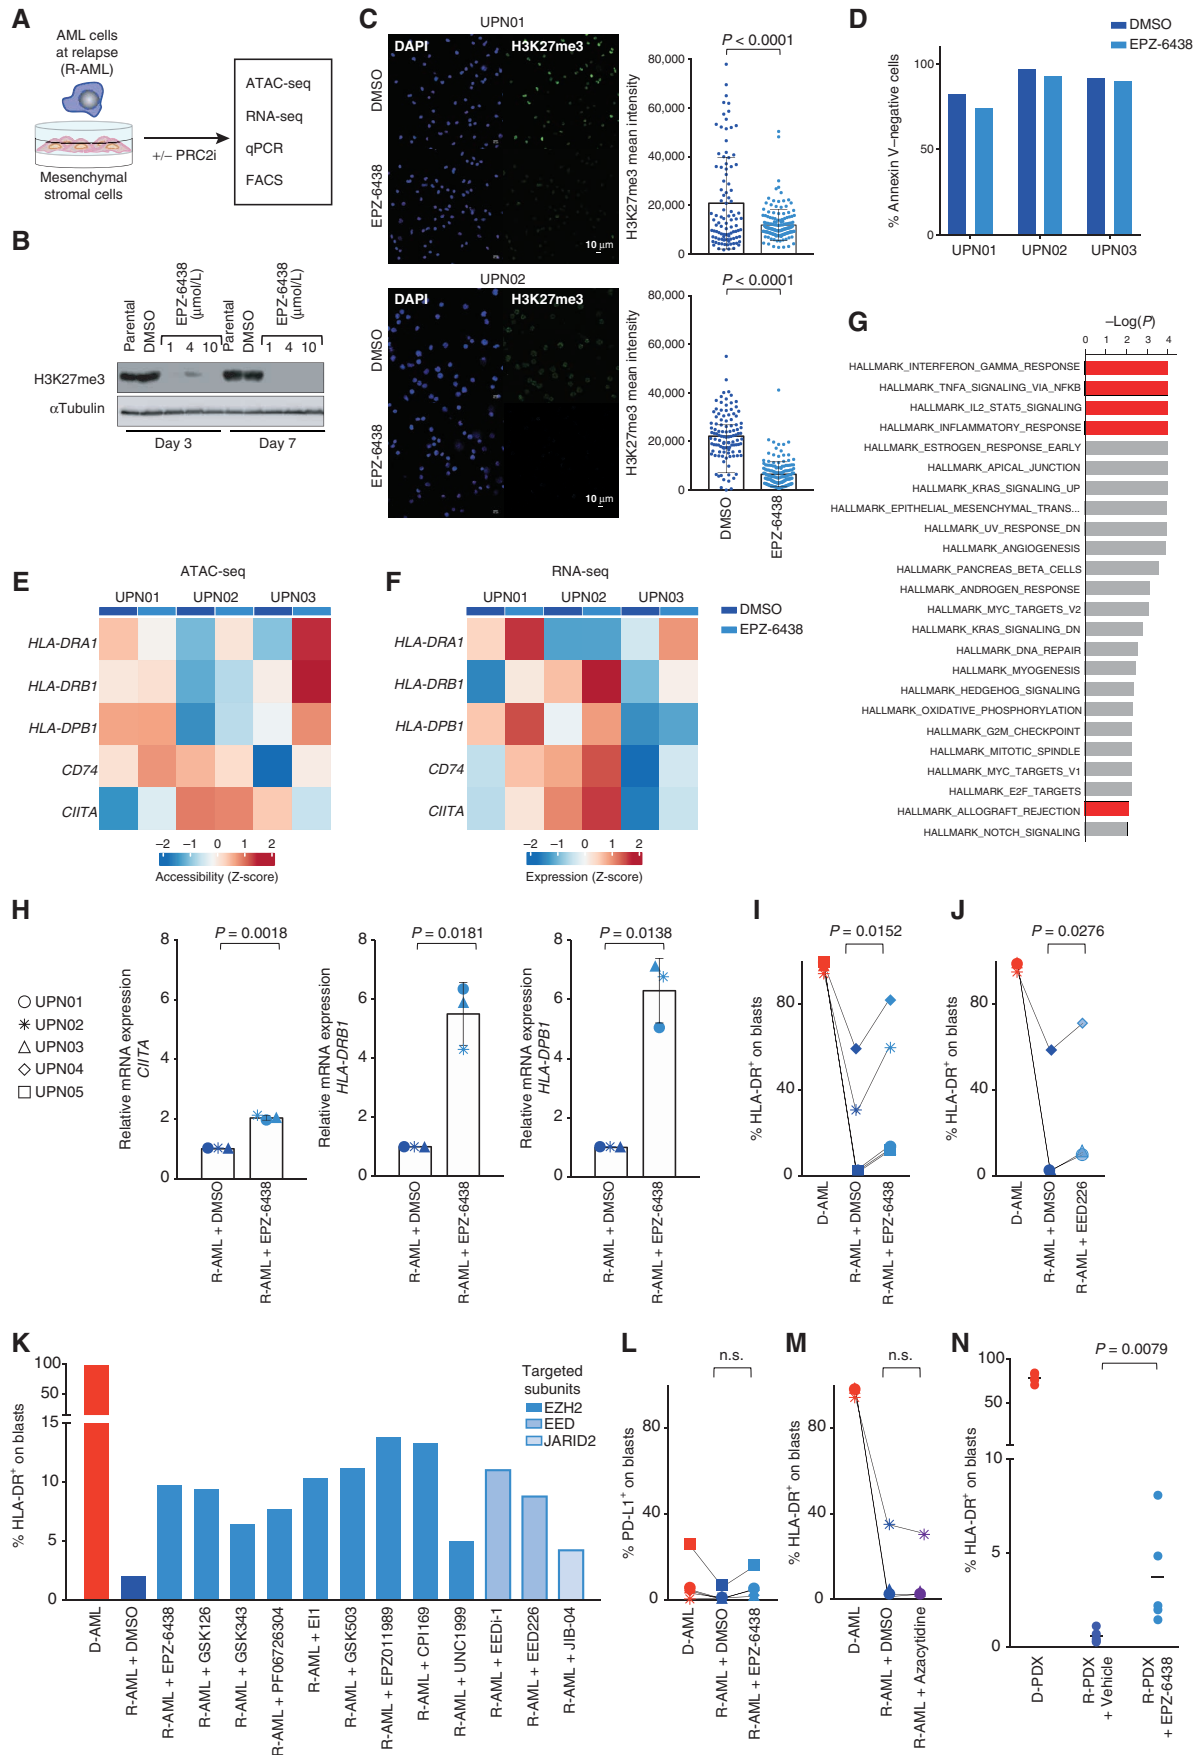 A
AML cells
at relapse
(R-AML)
+/− PRC2i
Mesenchymal
stromal cells
ATAC-seq
RNA-seq
qPCR
FACS
B
Parental
DMSO
EPZ-6438
(μmol/L)
1 4 10
Parental
DMSO
EPZ-6438
(μmol/L)
1 4 10
H3K27me3
αTubulin
Day 3
Day 7
C
UPN01
DAPI
H3K27me3
DMSO
EPZ-6438
10 μm
H3K27me3 mean intensity
P < 0.0001
80,000
60,000
40,000
20,000
0
UPN02
DAPI
H3K27me3
DMSO
EPZ-6438
10 μm
H3K27me3 mean intensity
P < 0.0001
80,000
60,000
40,000
20,000
0
DMSO
EPZ-6438
D
DMSO
EPZ-6438
% Annexin V–negative cells
100
50
0
UPN01
UPN02
UPN03
E
ATAC-seq
UPN01
UPN02
UPN03
HLA-DRA1
HLA-DRB1
HLA-DPB1
CD74
CIITA
−2 −1 0 1 2
Accessibility (Z-score)
F
RNA-seq
UPN01
UPN02
UPN03
DMSO
EPZ-6438
HLA-DRA1
HLA-DRB1
HLA-DPB1
CD74
CIITA
−2 −1 0 1 2
Expression (Z-score)
G
−Log(P)
0 1 2 3 4
HALLMARK_INTERFERON_GAMMA_RESPONSE
HALLMARK_TNFA_SIGNALING_VIA_NFKB
HALLMARK_IL2_STAT5_SIGNALING
HALLMARK_INFLAMMATORY_RESPONSE
HALLMARK_ESTROGEN_RESPONSE_EARLY
HALLMARK_APICAL_JUNCTION
HALLMARK_KRAS_SIGNALING_UP
HALLMARK_EPITHELIAL_MESENCHYMAL_TRANS...
HALLMARK_UV_RESPONSE_DN
HALLMARK_ANGIOGENESIS
HALLMARK_PANCREAS_BETA_CELLS
HALLMARK_ANDROGEN_RESPONSE
HALLMARK_MYC_TARGETS_V2
HALLMARK_KRAS_SIGNALING_DN
HALLMARK_DNA_REPAIR
HALLMARK_MYOGENESIS
HALLMARK_HEDGEHOG_SIGNALING
HALLMARK_OXIDATIVE_PHOSPHORYLATION
HALLMARK_G2M_CHECKPOINT
HALLMARK_MITOTIC_SPINDLE
HALLMARK_MYC_TARGETS_V1
HALLMARK_E2F_TARGETS
HALLMARK_ALLOGRAFT_REJECTION
HALLMARK_NOTCH_SIGNALING
H
UPN01
UPN02
UPN03
UPN04
UPN05
Relative mRNA expression
CIITA
P = 0.0018
8
6
4
2
0
R-AML + DMSO
R-AML + EPZ-6438
Relative mRNA expression
HLA-DRB1
P = 0.0181
8
6
4
2
0
R-AML + DMSO
R-AML + EPZ-6438
Relative mRNA expression
HLA-DPB1
P = 0.0138
8
6
4
2
0
R-AML + DMSO
R-AML + EPZ-6438
I
P = 0.0152
% HLA-DR+ on blasts
80
40
0
D-AML
R-AML + DMSO
R-AML + EPZ-6438
J
P = 0.0276
% HLA-DR+ on blasts
80
40
0
D-AML
R-AML + DMSO
R-AML + EED226
K
% HLA-DR+ on blasts
100
50
15
10
5
0
Targeted
subunits
EZH2
EED
JARID2
D-AML
R-AML + DMSO
R-AML + EPZ-6438
R-AML + GSK126
R-AML + GSK343
R-AML + PF06726304
R-AML + EI1
R-AML + GSK503
R-AML + EPZ011989
R-AML + CPI169
R-AML + UNC1999
R-AML + EEDi-1
R-AML + EED226
R-AML + JIB-04
L
n.s.
% PD-L1+ on blasts
80
40
0
D-AML
R-AML + DMSO
R-AML + EPZ-6438
M
n.s.
% HLA-DR+ on blasts
80
40
0
D-AML
R-AML + DMSO
R-AML + Azacytidine
N
P = 0.0079
% HLA-DR+ on blasts
100
50
10
5
0
D-PDX
R-PDX
+ Vehicle
R-PDX
+ EPZ-6438